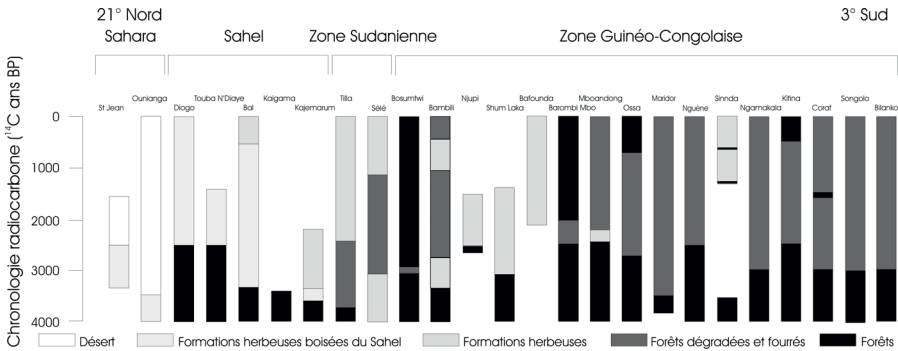 21° Nord
3° Sud
Sahara
Sahel
Zone Sudanienne
Zone Guinéo-Congolaise
Ounianga
Touba N'Diaye
Kaigama
Tilla
Bosumtwi
Njupi
Bafounda
Mboandong
Maridor
Sinnda
Kitina
Songolo
St Jean
Diogo
Bal
Kajemarum
Sélé
Bambili
Shum Laka
Barombi Mbo
Ossa
Nguène
Ngamakala
Coraf
Bilanko
Chronologie radiocarbone (14C ans BP)
0
1000
2000
3000
4000
Désert
Formations herbeuses boisées du Sahel
Formations herbeuses
Forêts dégradées et fourrés
Forêts